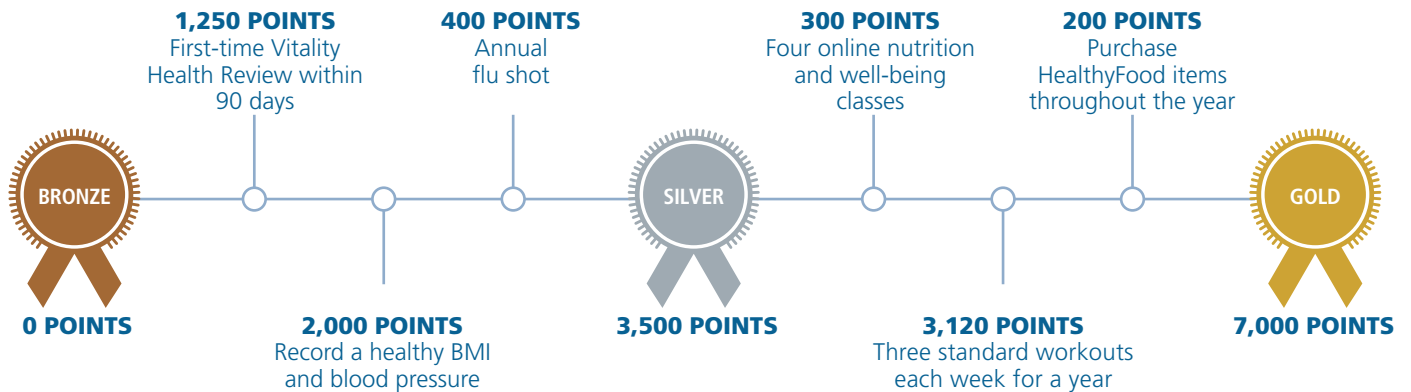 1,250 POINTS
First-time Vitality
Health Review within
90 days
400 POINTS
Annual
flu shot
300 POINTS
Four online nutrition
and well-being
classes
200 POINTS
Purchase
HealthyFood items
throughout the year
BRONZE
SILVER
GOLD
0 POINTS
2,000 POINTS
Record a healthy BMI
and blood pressure
3,500 POINTS
3,120 POINTS
Three standard workouts
each week for a year
7,000 POINTS